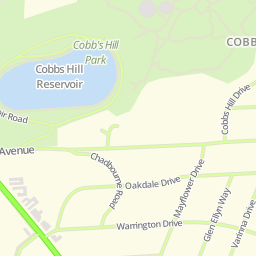 Cobb's Hill
Park
COBB
Cobbs Hill
Reservoir
ir Road
Cobbs Hill Drive
Avenue
Chadbourne
Road
Mayflower Drive
Oakdale Drive
Glen Ellyn Way
Varinna Drive
Warrington Drive